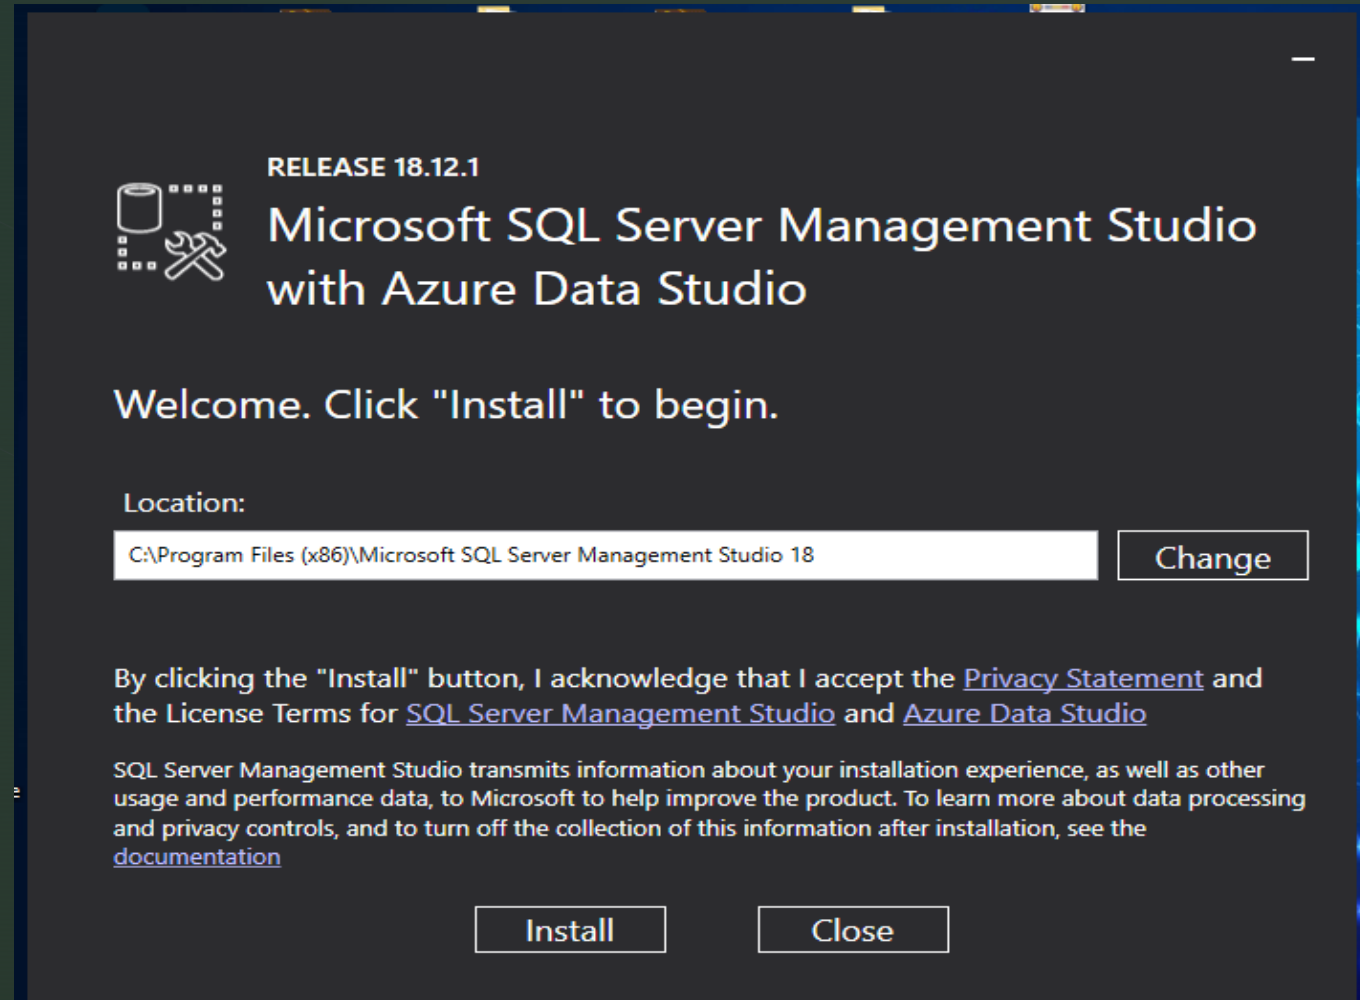 RELEASE 18.12.1
Microsoft SQL Server Management Studio
with Azure Data Studio
Welcome. Click "Install" to begin.
Location:
C:\Program Files (x86)\Microsoft SQL Server Management Studio 18
Change
By clicking the "Install" button, I acknowledge that I accept the Privacy Statement and
the License Terms for SQL Server Management Studio and Azure Data Studio
SQL Server Management Studio transmits information about your installation experience, as well as other
usage and performance data, to Microsoft to help improve the product. To learn more about data processing
and privacy controls, and to turn off the collection of this information after installation, see the
documentation
Install
Close